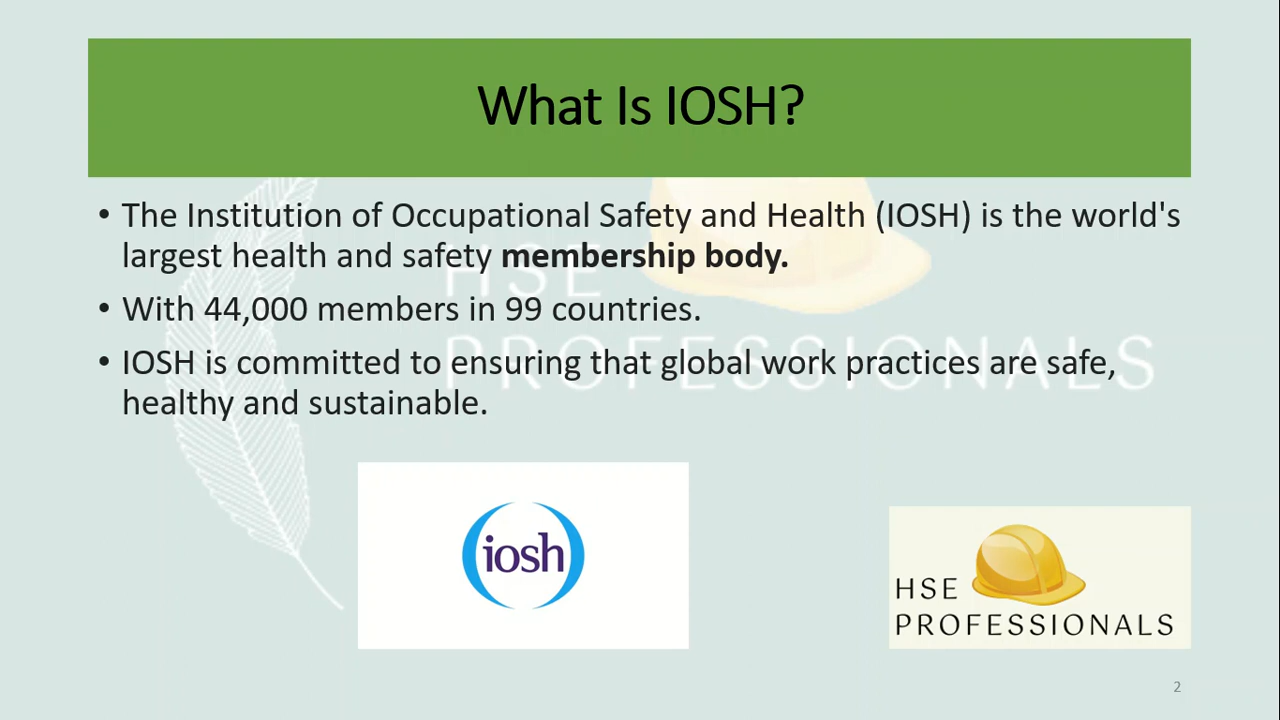 What Is IOSH?
• The Institution of Occupational Safety and Health (IOSH) is the world's
largest health and safety membership body.
• With 44,000 members in 99 countries.
• IOSH is committed to ensuring that global work practices are safe,
healthy and sustainable.
HSE
PROFESSIONALS
iosh
HSE
PROFESSIONALS
2